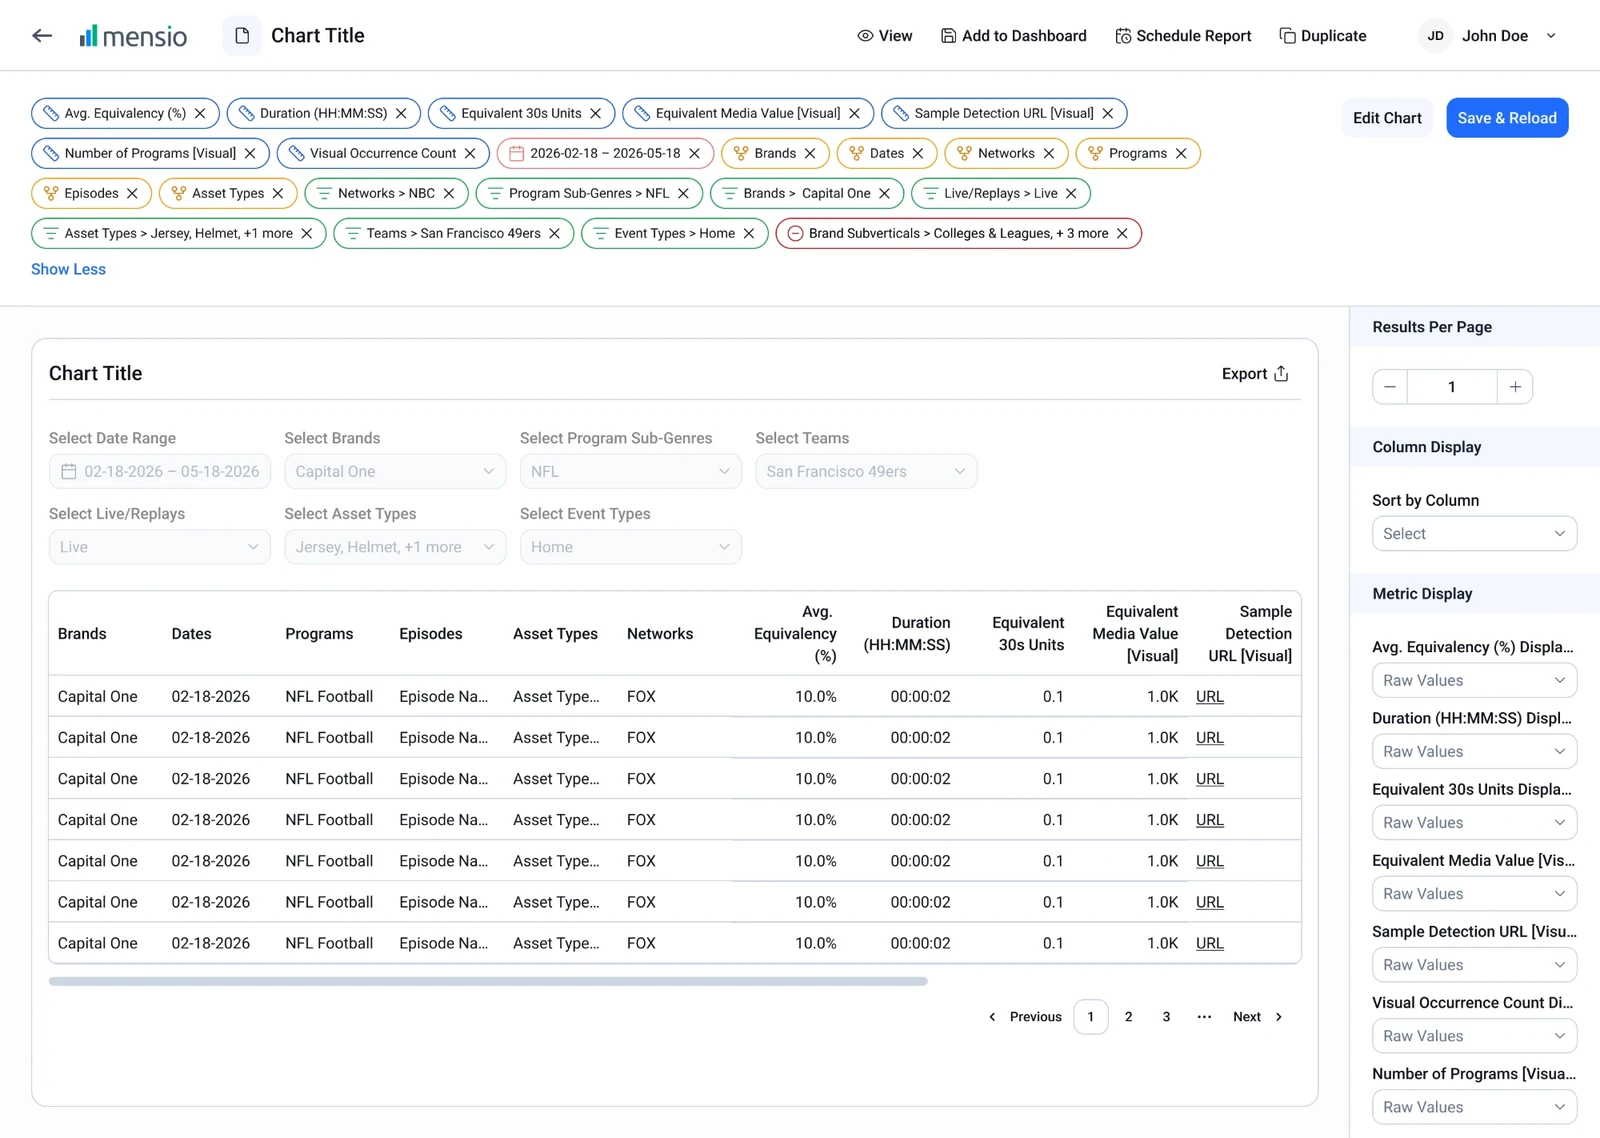 mensio
Chart Title
View
Add to Dashboard
Schedule Report
Duplicate
JD
John Doe
Avg. Equivalency (%)
Duration (HH:MM:SS)
Equivalent 30s Units
Equivalent Media Value [Visual]
Sample Detection URL [Visual]
Number of Programs [Visual]
Visual Occurrence Count
2026-02-18 – 2026-05-18
Brands
Dates
Networks
Programs
Episodes
Asset Types
Networks > NBC
Program Sub-Genres > NFL
Brands > Capital One
Live/Replays > Live
Asset Types > Jersey, Helmet, +1 more
Teams > San Francisco 49ers
Event Types > Home
Brand Subverticals > Colleges & Leagues, + 3 more
Show Less
Edit Chart
Save & Reload
Chart Title
Export
Select Date Range
Select Brands
Select Program Sub-Genres
Select Teams
02-18-2026 – 05-18-2026
Capital One
NFL
San Francisco 49ers
Select Live/Replays
Select Asset Types
Select Event Types
Live
Jersey, Helmet, +1 more
Home
Brands
Dates
Programs
Episodes
Asset Types
Networks
Avg.
Equivalency
(%)
Duration
(HH:MM:SS)
Equivalent
30s Units
Equivalent
Media Value
[Visual]
Sample
Detection
URL [Visual]
Capital One 02-18-2026 NFL Football Episode Na... Asset Type... FOX 10.0% 00:00:02 0.1 1.0K URL
Capital One 02-18-2026 NFL Football Episode Na... Asset Type... FOX 10.0% 00:00:02 0.1 1.0K URL
Capital One 02-18-2026 NFL Football Episode Na... Asset Type... FOX 10.0% 00:00:02 0.1 1.0K URL
Capital One 02-18-2026 NFL Football Episode Na... Asset Type... FOX 10.0% 00:00:02 0.1 1.0K URL
Capital One 02-18-2026 NFL Football Episode Na... Asset Type... FOX 10.0% 00:00:02 0.1 1.0K URL
Capital One 02-18-2026 NFL Football Episode Na... Asset Type... FOX 10.0% 00:00:02 0.1 1.0K URL
Capital One 02-18-2026 NFL Football Episode Na... Asset Type... FOX 10.0% 00:00:02 0.1 1.0K URL
Previous 1 2 3 ... Next
Results Per Page
1
Column Display
Sort by Column
Select
Metric Display
Avg. Equivalency (%) Displa...
Raw Values
Duration (HH:MM:SS) Displ...
Raw Values
Equivalent 30s Units Displa...
Raw Values
Equivalent Media Value [Vis...
Raw Values
Sample Detection URL [Visu...
Raw Values
Visual Occurrence Count Di...
Raw Values
Number of Programs [Visua...
Raw Values